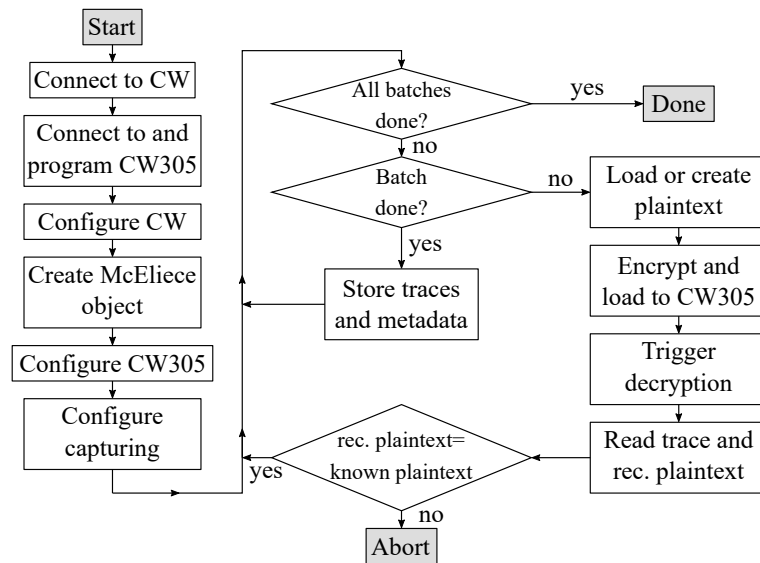 Start
Connect to CW
Connect to and
program CW305
Configure CW
Create McEliece
object
Configure CW305
Configure
capturing
All batches
done?
yes
Done
no
Batch
done?
no
yes
Store traces
and metadata
Load or create
plaintext
Encrypt and
load to CW305
Trigger
decryption
Read trace and
rec. plaintext
rec. plaintext=
known plaintext
yes
no
Abort